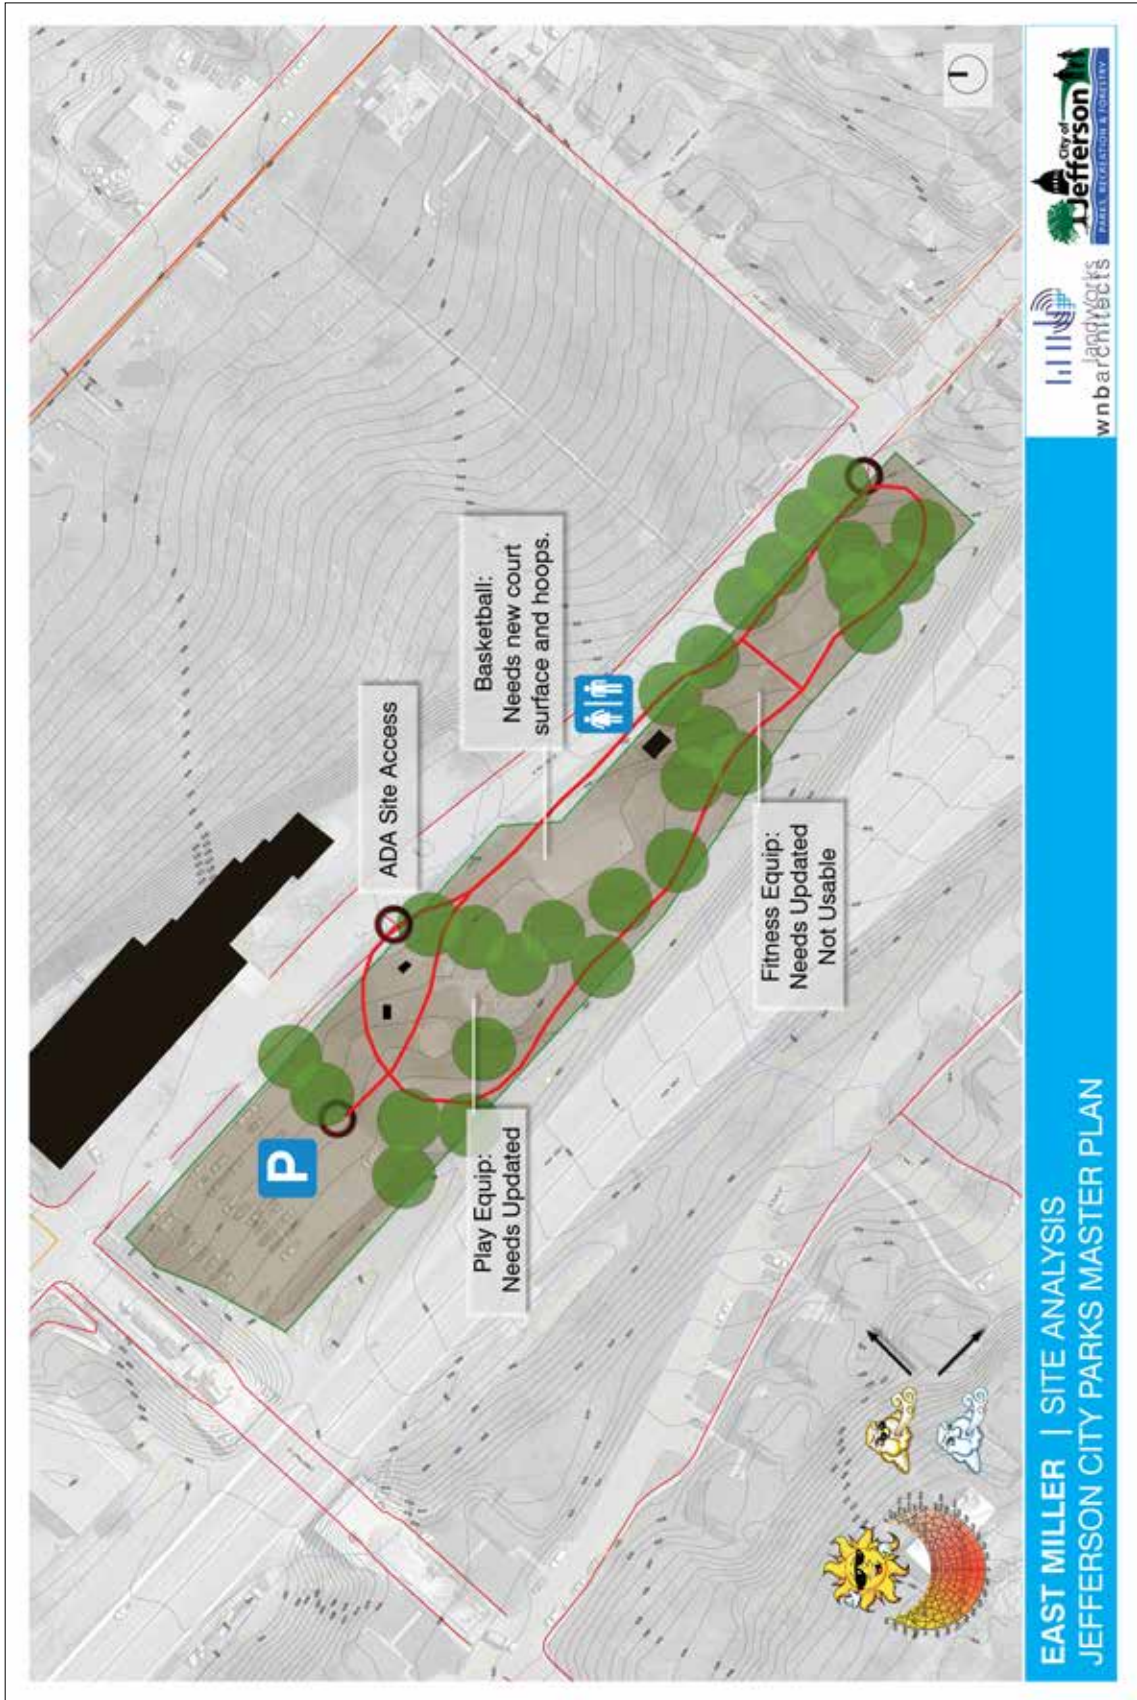 ADA Site Access
Basketball:
Needs new court
surface and hoops.
P
Play Equip:
Needs Updated
Fitness Equip:
Needs Updated
Not Usable
EAST MILLER | SITE ANALYSIS
JEFFERSON CITY PARKS MASTER PLAN
landworks
wnbarchitects
City of
Jefferson
PARKS, RECREATION & FORESTRY